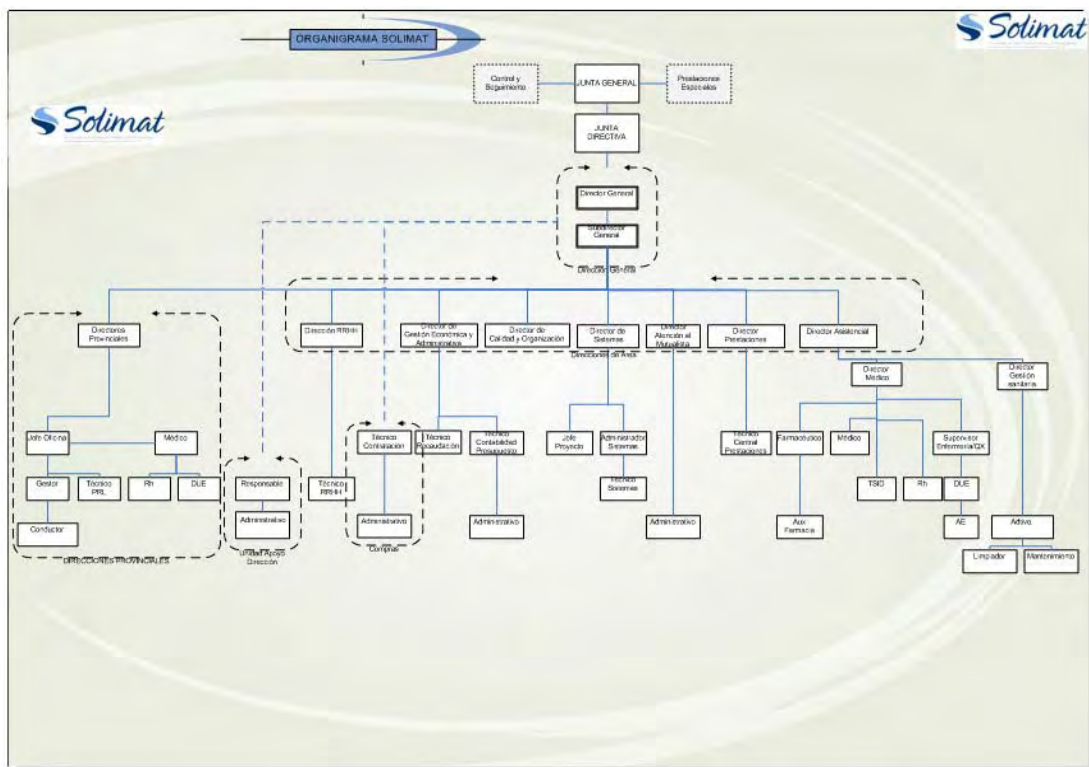 ORGANIGRAMA SOLIMAT
Solimat
Solimat
Control y
Seguimiento
JUNTA GENERAL
Prestaciones
Especiales
JUNTA
DIRECTIVA
Director General
Subdirector
General
Dirección General
Directores
Provinciales
Dirección RRHH
Director de
Gestión Económica y
Administrativa
Director de
Calidad y Organización
Director de
Sistemas
Director
Atención al
Mutualista
Director
Prestaciones
Director Asistencial
Direcciones de Area
Director
Médico
Director
Gestión
sanitaria
Jefe Oficina
Médico
Técnico
Contratación
Técnico
Recaudación
Técnico
Contabilidad
Presupuesto
Jefe
Proyecto
Administrador
Sistemas
Técnico
Central
Prestaciones
Farmacéutico
Médico
Supervisor
Enfermería/QX
Gestor
Técnico
PRL
Rh
DUE
Responsable
Técnico
RRHH
Técnico
Sistemas
TSID
Rh
DUE
Conductor
Administrativo
Administrativo
Administrativo
Administrativo
Aux
Farmacia
AE
Admvo.
DIRECCIONES PROVINCIALES
Unidad Apoyo
Dirección
Compras
Limpiador
Mantenimiento